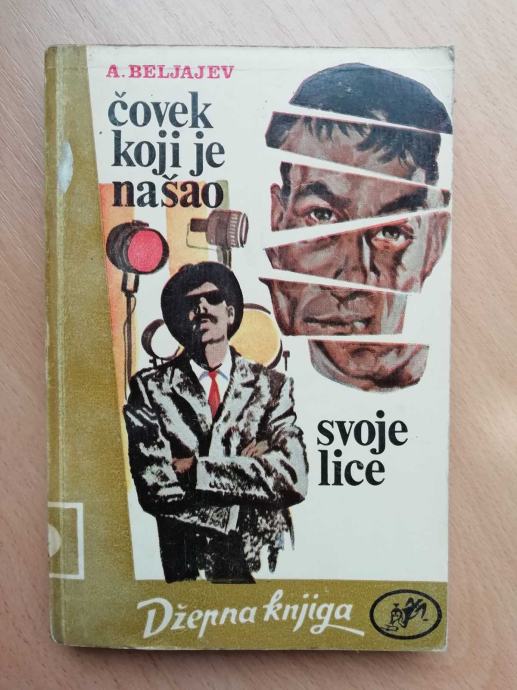 A. BELJAJEV
čovek
koji je
našao
svoje
lice
Džepna knjiga